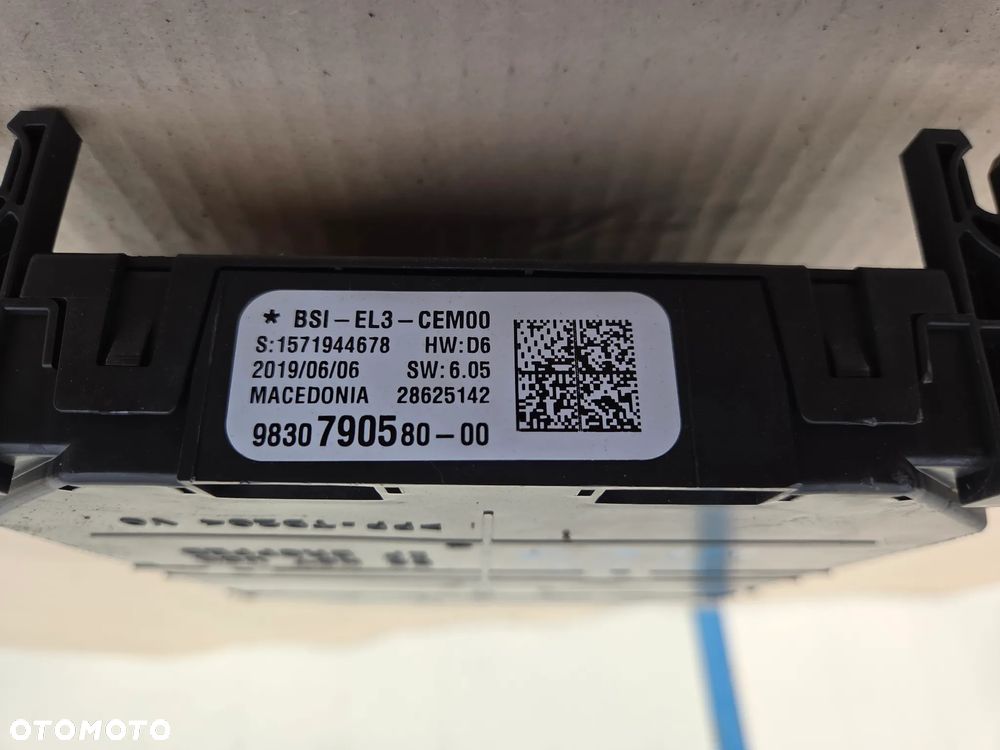 * BSI-EL3-CEM00
S:1571944678 HW:D6
2019/06/06 SW:6.05
MACEDONIA 28625142
9830790580-00
OTOMOTO